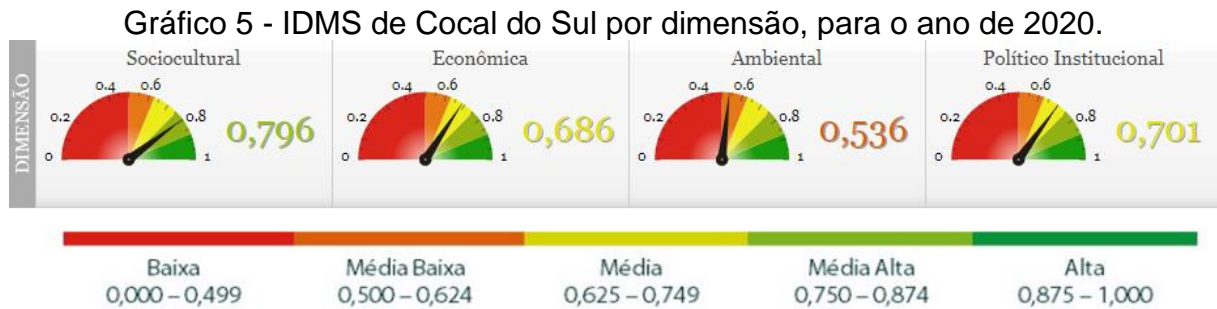 Gráfico 5 - IDMS de Cocal do Sul por dimensão, para o ano de 2020.
DIMENSÃO
Sociocultural
0 0.2 0.4 0.6 0.8 1
0,796
Econômica
0 0.2 0.4 0.6 0.8 1
0,686
Ambiental
0 0.2 0.4 0.6 0.8 1
0,536
Político Institucional
0 0.2 0.4 0.6 0.8 1
0,701
Baixa
0,000 – 0,499
Média Baixa
0,500 – 0,624
Média
0,625 – 0,749
Média Alta
0,750 – 0,874
Alta
0,875 – 1,000